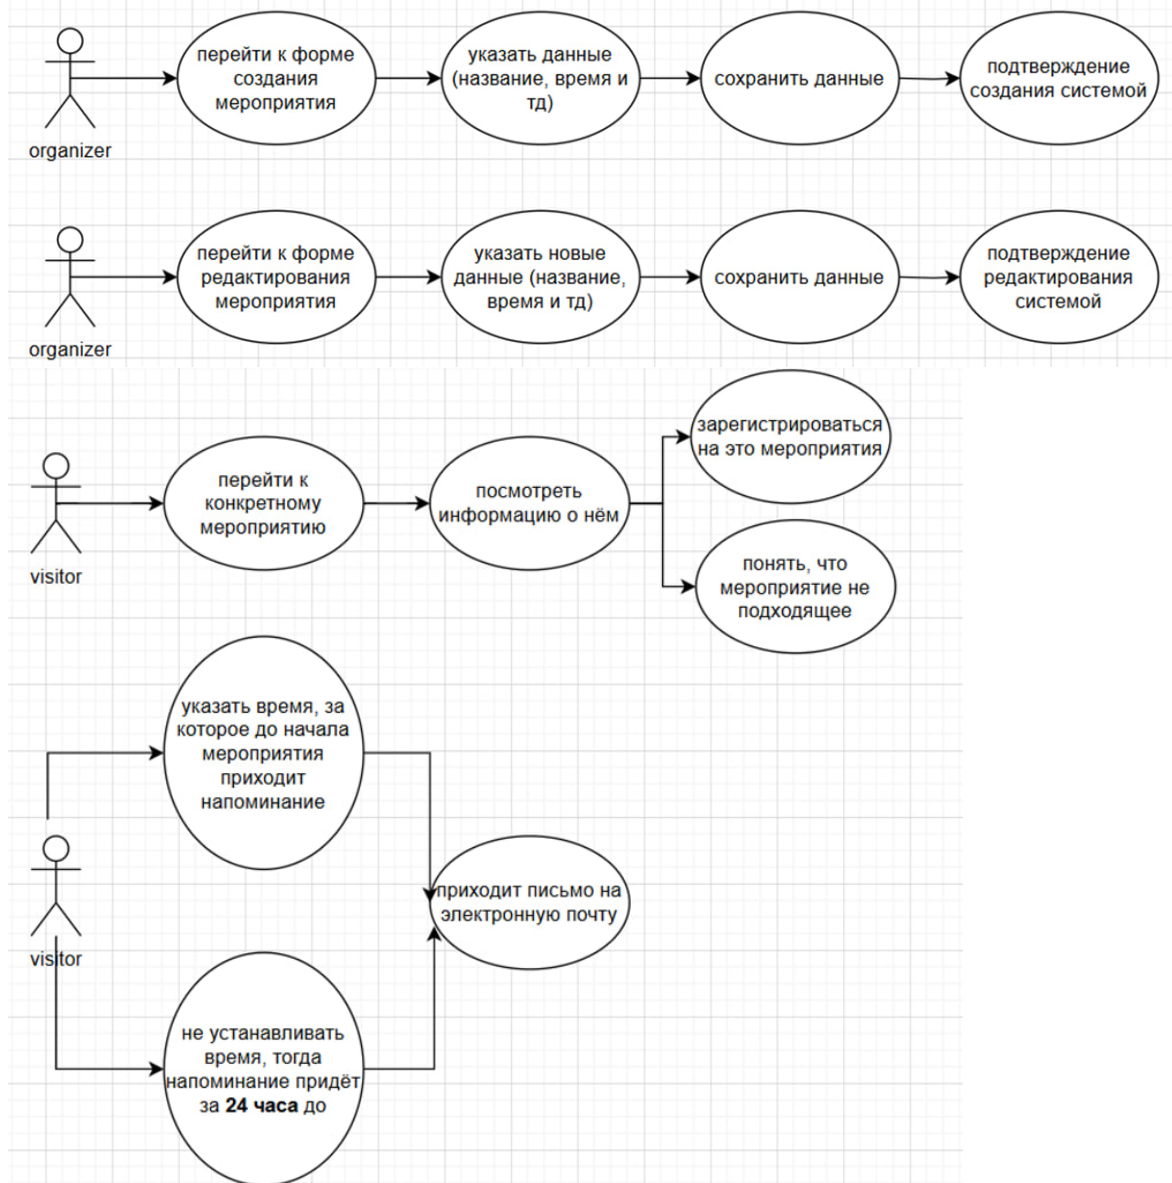 перейти к форме
создания
мероприятия
указать данные
(название, время и
тд)
сохранить данные
подтверждение
создания системой
organizer
перейти к форме
редактирования
мероприятия
указать новые
данные (название,
время и тд)
сохранить данные
подтверждение
редактирования
системой
organizer
перейти к
конкретному
мероприятию
посмотреть
информацию о нём
зарегистрироваться
на это мероприятия
понять, что
мероприятие не
подходящее
visitor
указать время, за
которое до начала
мероприятия
приходит
напоминание
приходит письмо на
электронную почту
visitor
не устанавливать
время, тогда
напоминание придёт
за 24 часа до